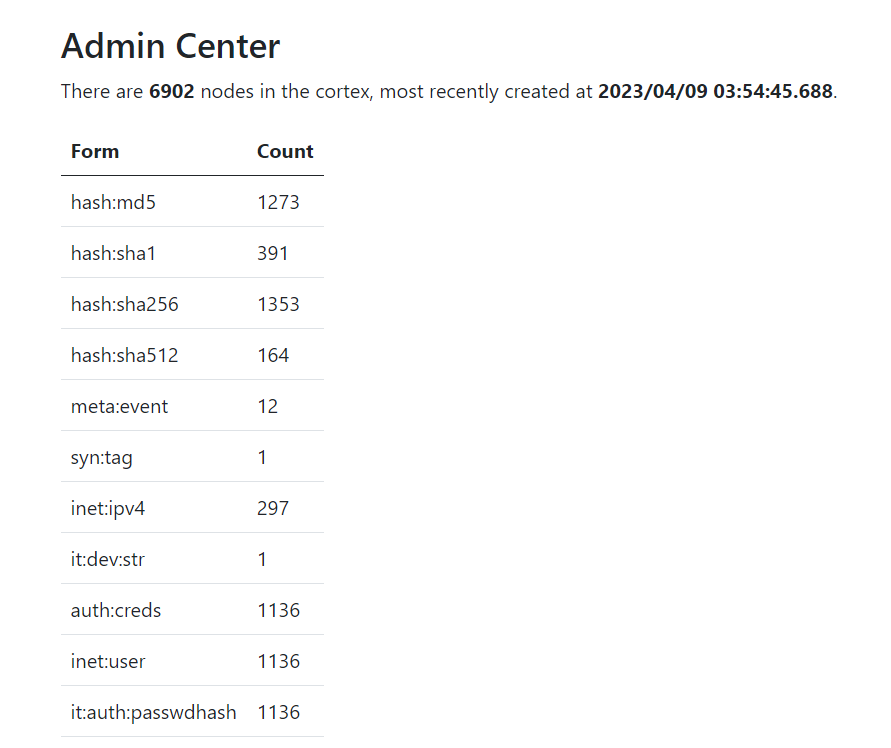 Admin Center
There are 6902 nodes in the cortex, most recently created at 2023/04/09 03:54:45.688.
Form Count
hash:md5 1273
hash:sha1 391
hash:sha256 1353
hash:sha512 164
meta:event 12
syn:tag 1
inet:ipv4 297
it:dev:str 1
auth:creds 1136
inet:user 1136
it:auth:passwdhash 1136